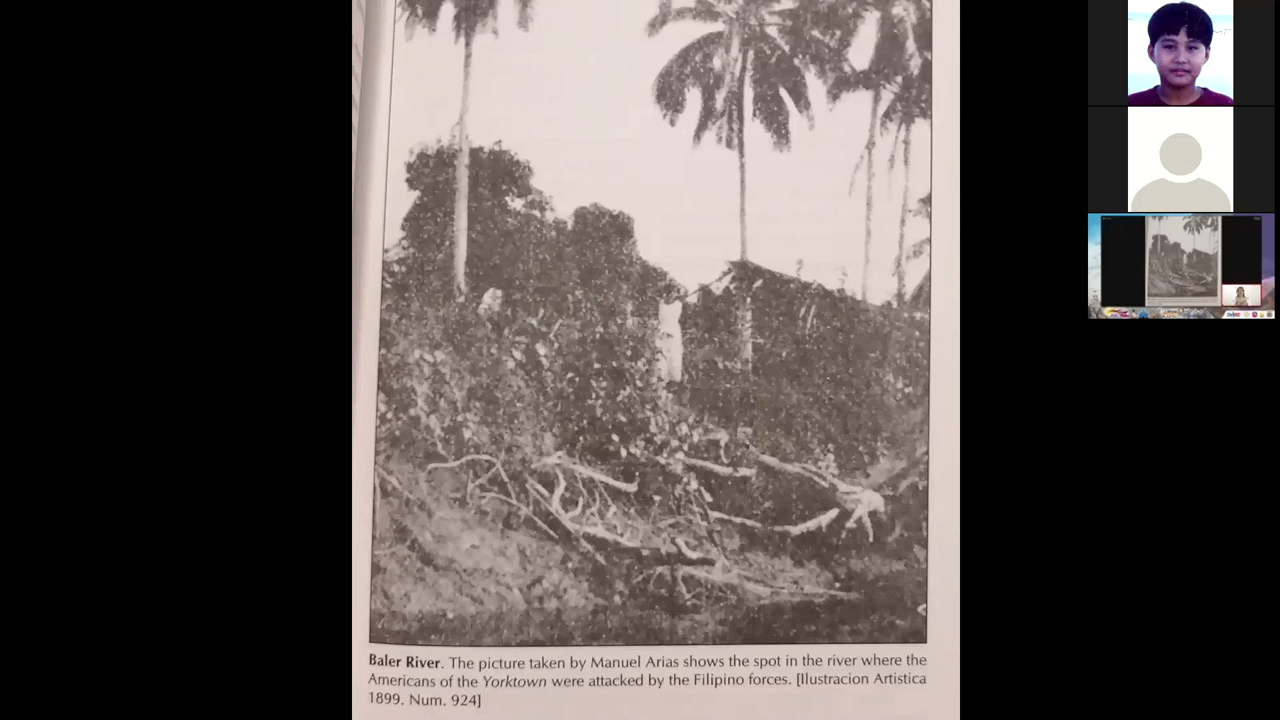 Baler River. The picture taken by Manuel Arias shows the spot in the river where the
Americans of the Yorktown were attacked by the Filipino forces. [Ilustracion Artistica
1899. Num. 924]